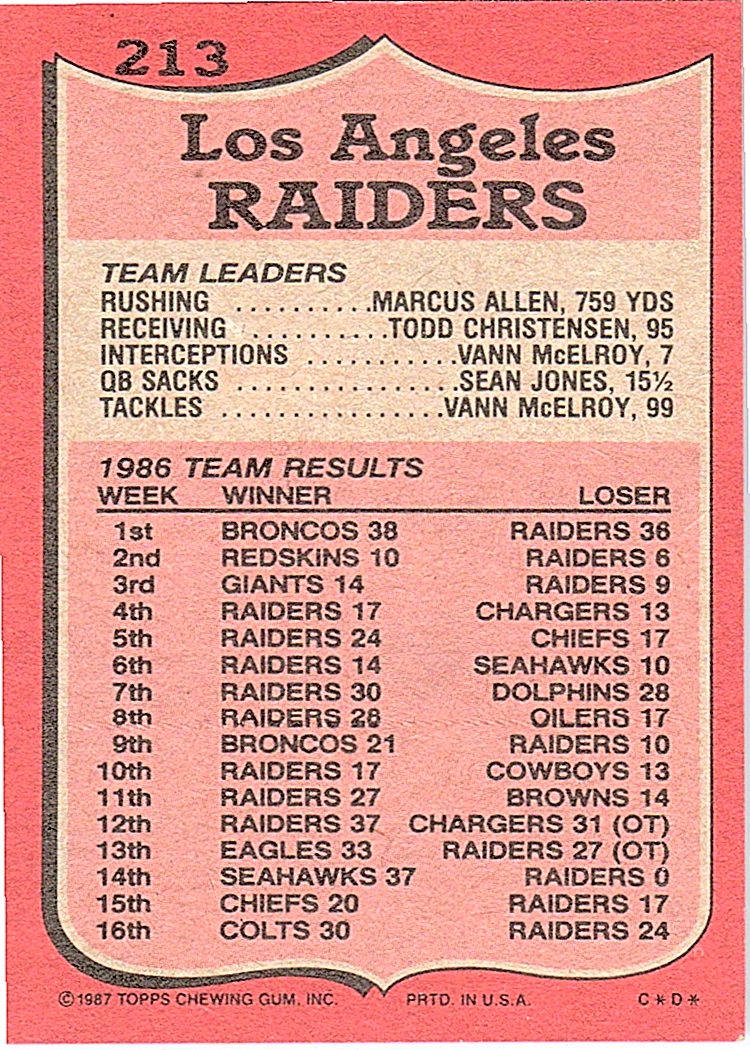 213
Los Angeles
RAIDERS
TEAM LEADERS
RUSHING ..........MARCUS ALLEN, 759 YDS
RECEIVING ..........TODD CHRISTENSEN, 95
INTERCEPTIONS ...........VANN McELROY, 7
QB SACKS ................SEAN JONES, 15½
TACKLES ................VANN McELROY, 99
1986 TEAM RESULTS
WEEK WINNER LOSER
1st BRONCOS 38 RAIDERS 36
2nd REDSKINS 10 RAIDERS 6
3rd GIANTS 14 RAIDERS 9
4th RAIDERS 17 CHARGERS 13
5th RAIDERS 24 CHIEFS 17
6th RAIDERS 14 SEAHAWKS 10
7th RAIDERS 30 DOLPHINS 28
8th RAIDERS 28 OILERS 17
9th BRONCOS 21 RAIDERS 10
10th RAIDERS 17 COWBOYS 13
11th RAIDERS 27 BROWNS 14
12th RAIDERS 37 CHARGERS 31 (OT)
13th EAGLES 33 RAIDERS 27 (OT)
14th SEAHAWKS 37 RAIDERS 0
15th CHIEFS 20 RAIDERS 17
16th COLTS 30 RAIDERS 24
©1987 TOPPS CHEWING GUM, INC. PRTD. IN U.S.A. C*D*